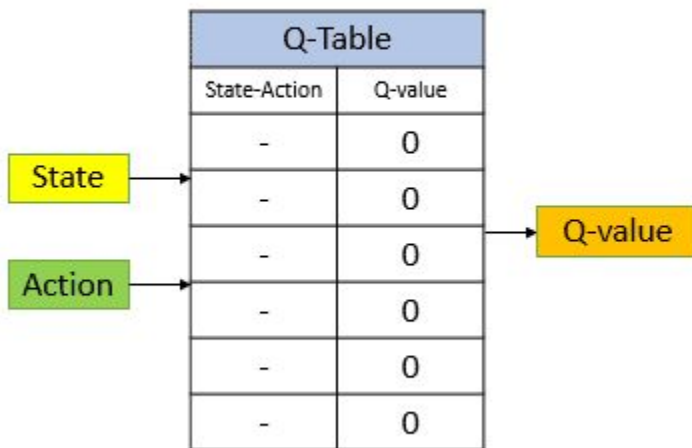 Q-Table
State-Action Q-value
- 0
State
- 0
Q-value
- 0
Action
- 0
- 0
- 0